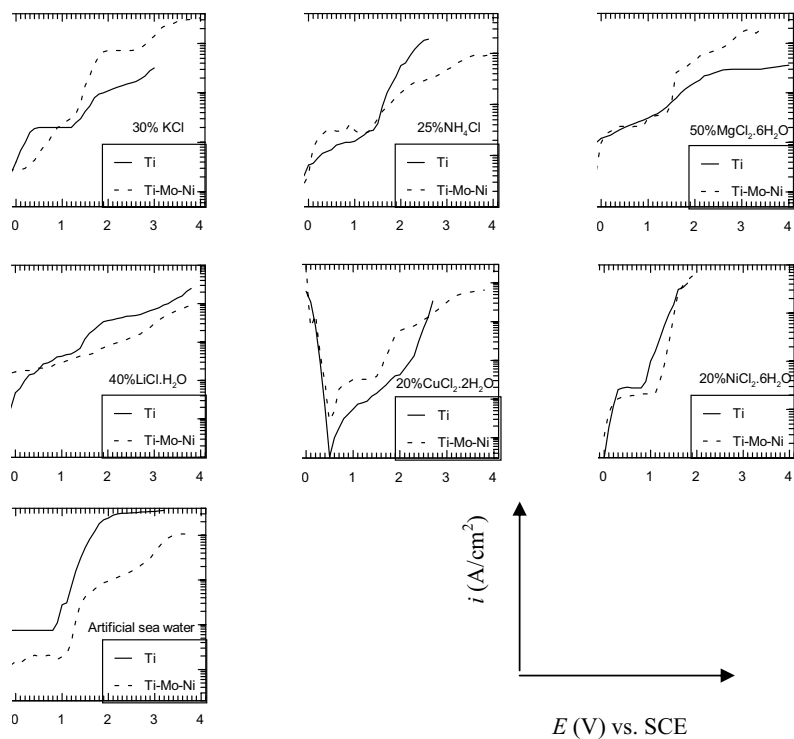 30% KCl
Ti
Ti-Mo-Ni
0 1 2 3 4
25%NH₄Cl
Ti
Ti-Mo-Ni
0 1 2 3 4
50%MgCl₂.6H₂O
Ti
Ti-Mo-Ni
0 1 2 3 4
40%LiCl.H₂O
Ti
Ti-Mo-Ni
0 1 2 3 4
20%CuCl₂.2H₂O
Ti
Ti-Mo-Ni
0 1 2 3 4
20%NiCl₂.6H₂O
Ti
Ti-Mo-Ni
0 1 2 3 4
Artificial sea water
Ti
Ti-Mo-Ni
0 1 2 3 4
i (A/cm²)
E (V) vs. SCE